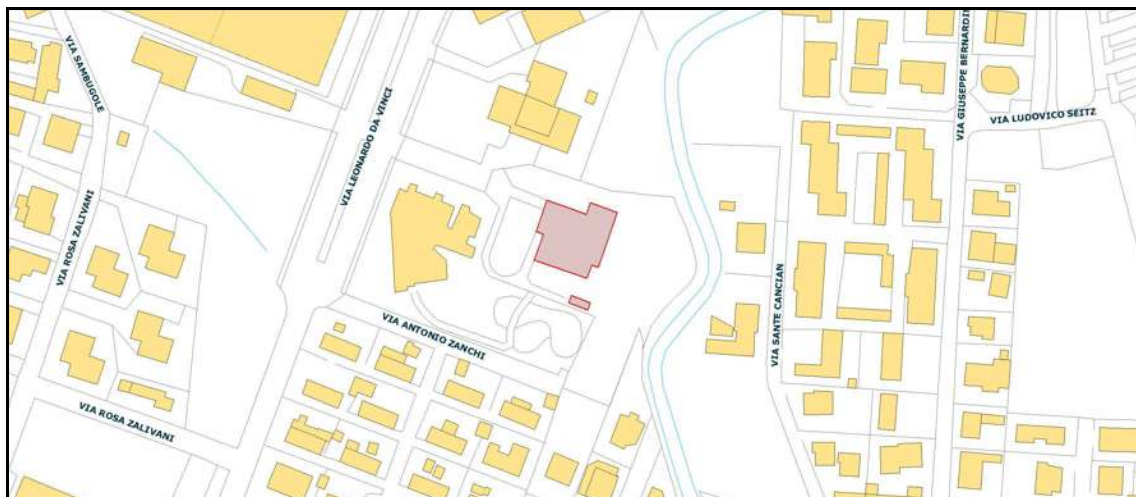 VIA SAMBUGOLE
VIA LEONARDO DA VINCI
VIA GIUSEPPE BERNARDI
VIA LUDOVICO SEITZ
VIA ROSA ZALIVANI
VIA ANTONIO ZANCHI
VIA SANTE CANCIAN
VIA ROSA ZALIVANI